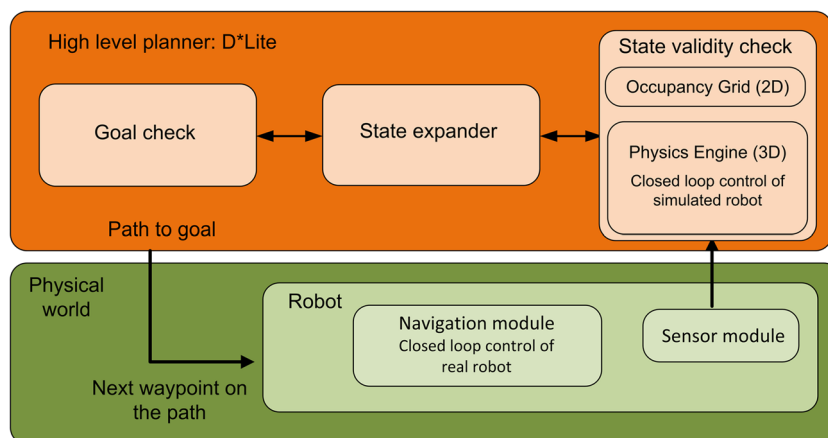 High level planner: D*Lite
State validity check
Occupancy Grid (2D)
Goal check
State expander
Physics Engine (3D)
Closed loop control of
simulated robot
Path to goal
Physical
world
Robot
Navigation module
Closed loop control of
real robot
Sensor module
Next waypoint on
the path